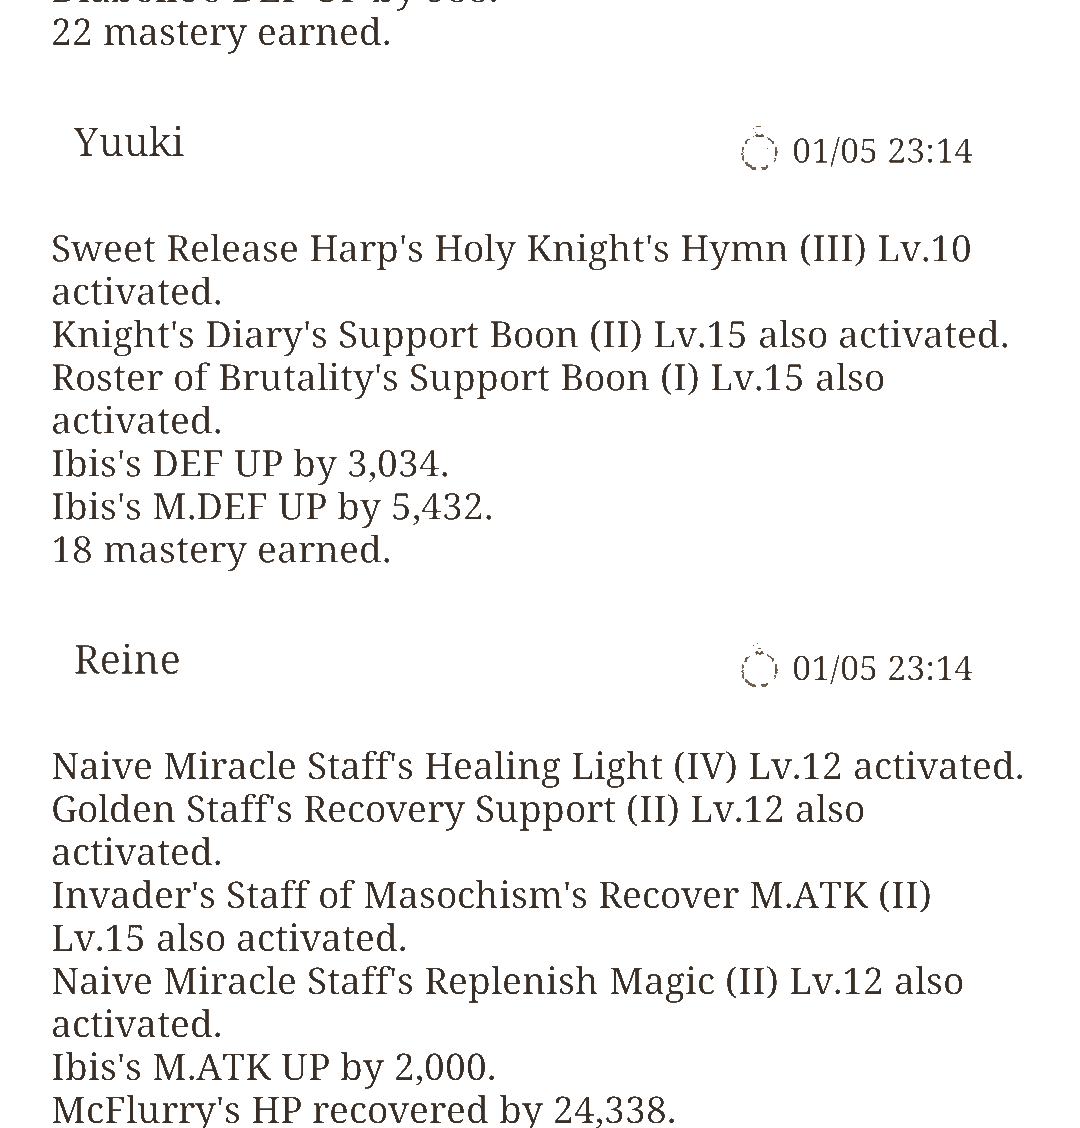 22 mastery earned.
Yuuki
01/05 23:14
Sweet Release Harp's Holy Knight's Hymn (III) Lv.10
activated.
Knight's Diary's Support Boon (II) Lv.15 also activated.
Roster of Brutality's Support Boon (I) Lv.15 also
activated.
Ibis's DEF UP by 3,034.
Ibis's M.DEF UP by 5,432.
18 mastery earned.
Reine
01/05 23:14
Naive Miracle Staff's Healing Light (IV) Lv.12 activated.
Golden Staff's Recovery Support (II) Lv.12 also
activated.
Invader's Staff of Masochism's Recover M.ATK (II)
Lv.15 also activated.
Naive Miracle Staff's Replenish Magic (II) Lv.12 also
activated.
Ibis's M.ATK UP by 2,000.
McFlurry's HP recovered by 24,338.